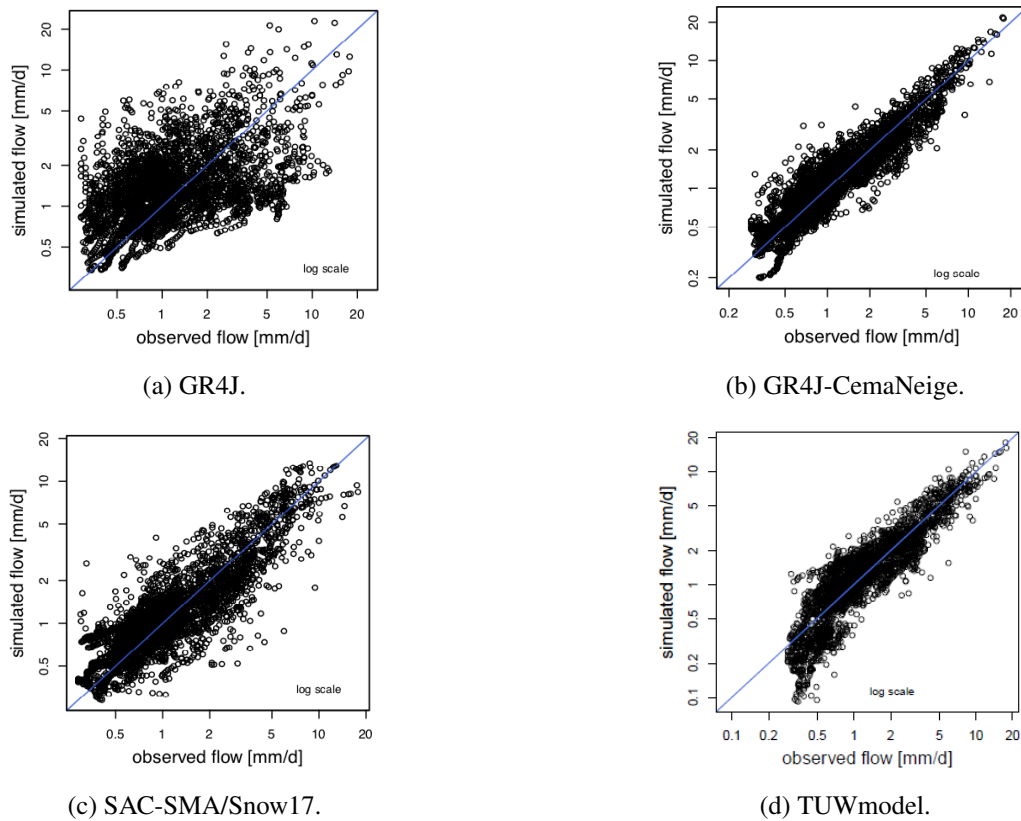 20
10
5
2
1
0.5
simulated flow [mm/d]
log scale
0.5 1 2 5 10 20
observed flow [mm/d]
(a) GR4J.
20
10
5
2
1
0.5
0.2
simulated flow [mm/d]
log scale
0.2 0.5 1 2 5 10 20
observed flow [mm/d]
(b) GR4J-CemaNeige.
20
10
5
2
1
0.5
simulated flow [mm/d]
log scale
0.5 1 2 5 10 20
observed flow [mm/d]
(c) SAC-SMA/Snow17.
20
10
5
2
1
0.5
0.2
0.1
simulated flow [mm/d]
log scale
0.1 0.2 0.5 1 2 5 10 20
observed flow [mm/d]
(d) TUWmodel.